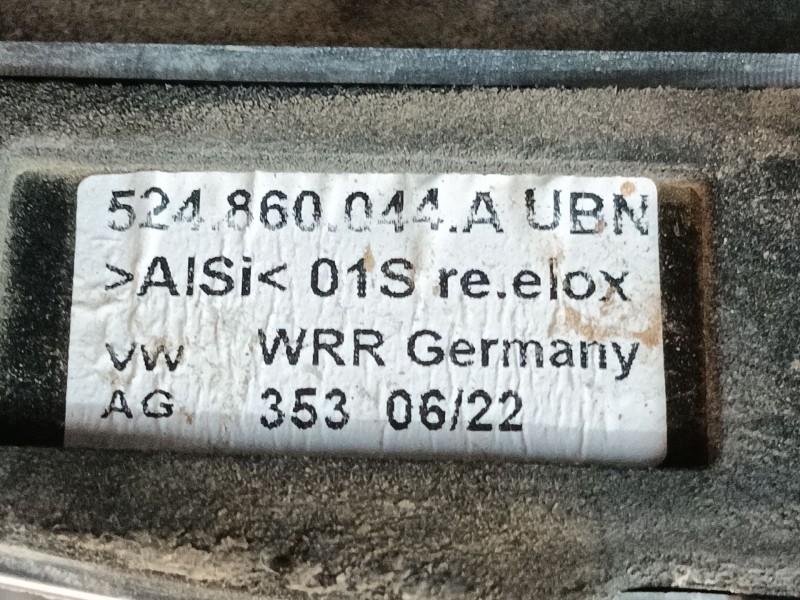 524.860.044.A UBN
>AlSi< 01S re.elox
VW WRR Germany
AG 353 06/22